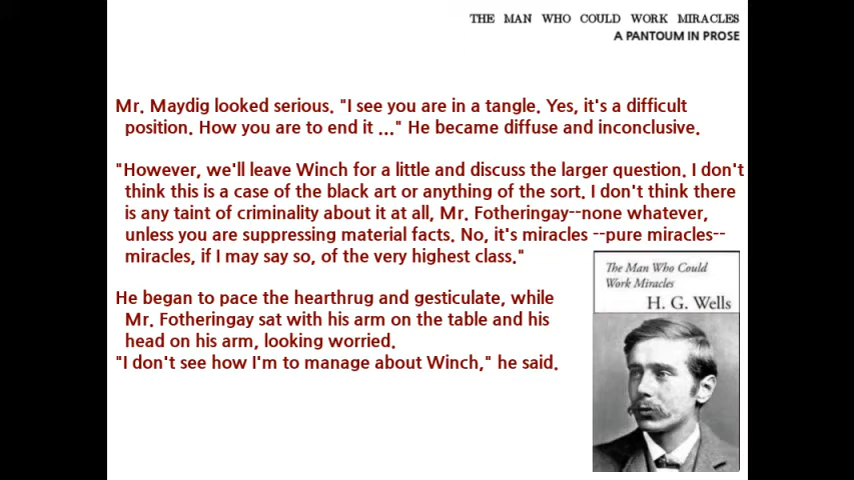 THE MAN WHO COULD WORK MIRACLES
A PANTOUM IN PROSE
Mr. Maydig looked serious. "I see you are in a tangle. Yes, it's a difficult
position. How you are to end it ..." He became diffuse and inconclusive.
"However, we'll leave Winch for a little and discuss the larger question. I don't
think this is a case of the black art or anything of the sort. I don't think there
is any taint of criminality about it at all, Mr. Fotheringay--none whatever,
unless you are suppressing material facts. No, it's miracles --pure miracles--
miracles, if I may say so, of the very highest class."
He began to pace the hearthrug and gesticulate, while
Mr. Fotheringay sat with his arm on the table and his
head on his arm, looking worried.
"I don't see how I'm to manage about Winch," he said.
The Man Who Could
Work Miracles
H. G. Wells